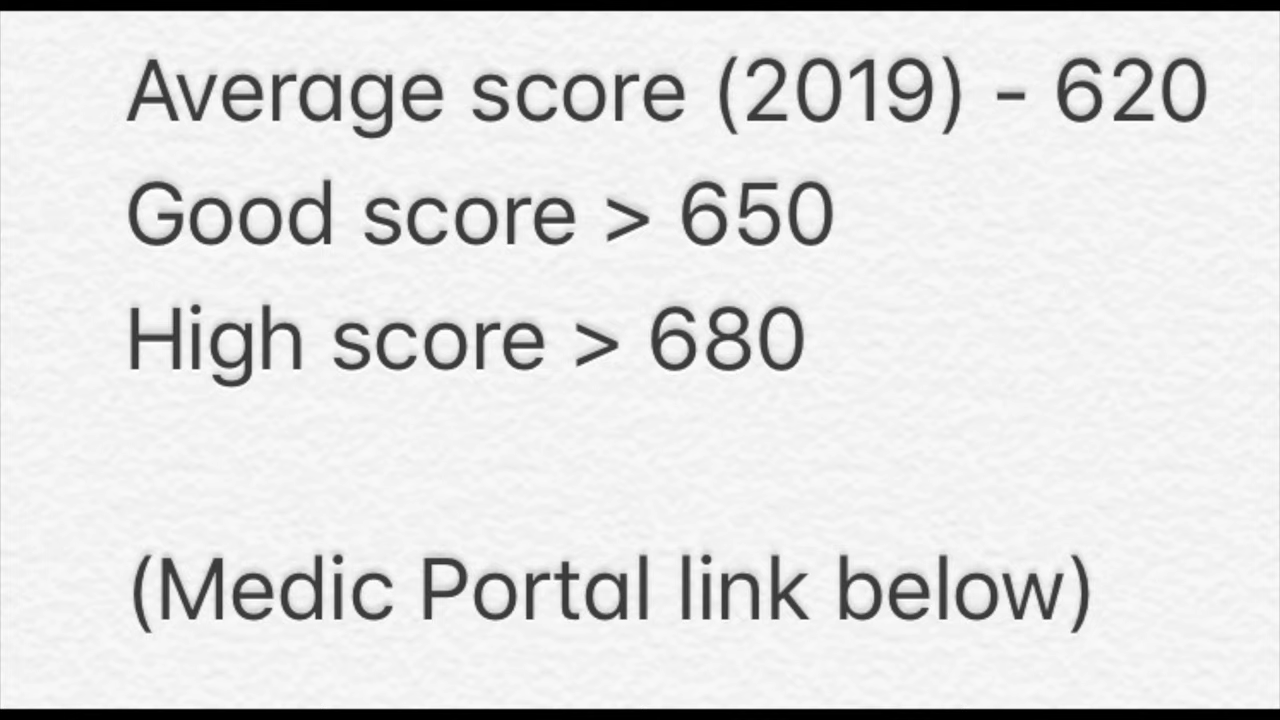 Average score (2019) - 620
Good score > 650
High score > 680
(Medic Portal link below)